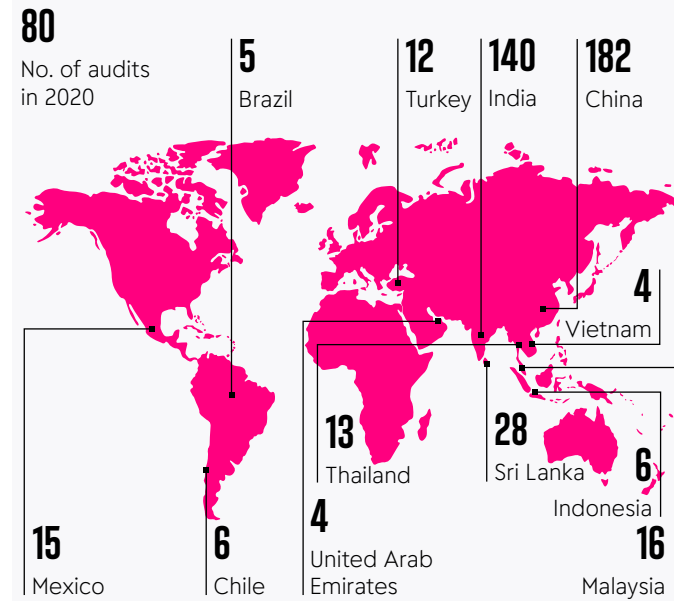 80
No. of audits
in 2020
5
Brazil
12
Turkey
140
India
182
China
4
Vietnam
13
Thailand
28
Sri Lanka
6
Indonesia
15
Mexico
6
Chile
4
United Arab
Emirates
16
Malaysia